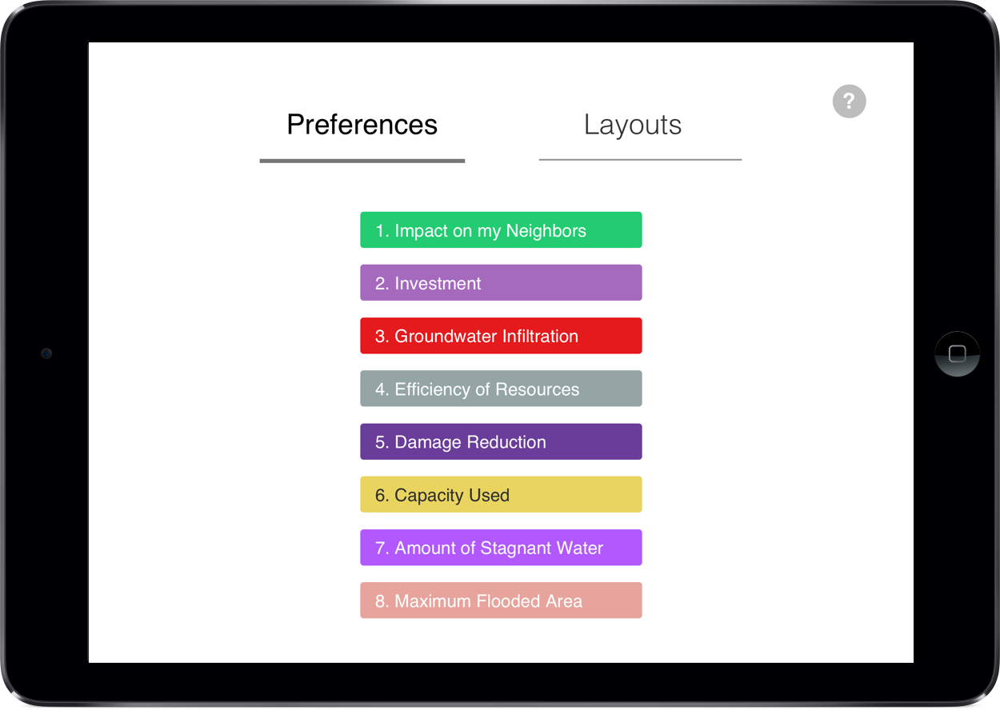 Preferences
Layouts
?
1. Impact on my Neighbors
2. Investment
3. Groundwater Infiltration
4. Efficiency of Resources
5. Damage Reduction
6. Capacity Used
7. Amount of Stagnant Water
8. Maximum Flooded Area